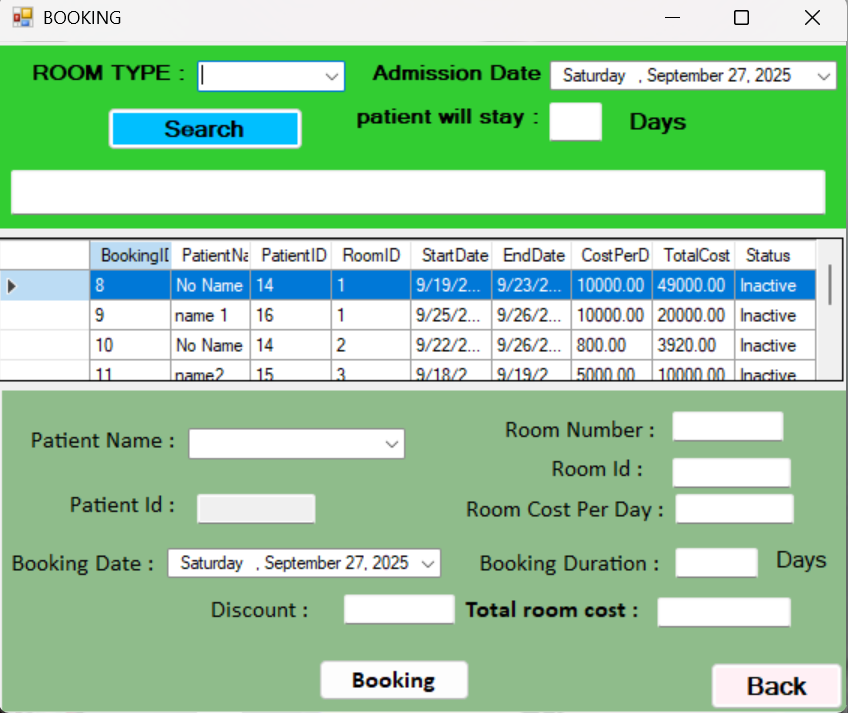 BOOKING
ROOM TYPE : Admission Date Saturday , September 27, 2025
Search patient will stay : Days
BookingID PatientNa PatientID RoomID StartDate EndDate CostPerD TotalCost Status
8 No Name 14 1 9/19/2... 9/23/2... 10000.00 49000.00 Inactive
9 name 1 16 1 9/25/2... 9/26/2... 10000.00 20000.00 Inactive
10 No Name 14 2 9/22/2... 9/26/2... 800.00 3920.00 Inactive
11 name2 15 3 9/18/2 9/19/2 5000.00 10000.00 Inactive
Patient Name : Room Number :
Room Id :
Patient Id : Room Cost Per Day :
Booking Date : Saturday , September 27, 2025 Booking Duration : Days
Discount : Total room cost :
Booking Back